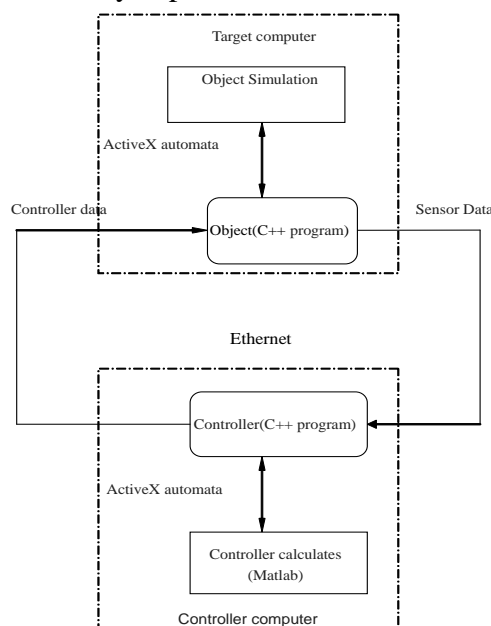 Target computer
Object Simulation
ActiveX automata
Controller data
Sensor Data
Object(C++ program)
Ethernet
Controller(C++ program)
ActiveX automata
Controller calculates
(Matlab)
Controller computer